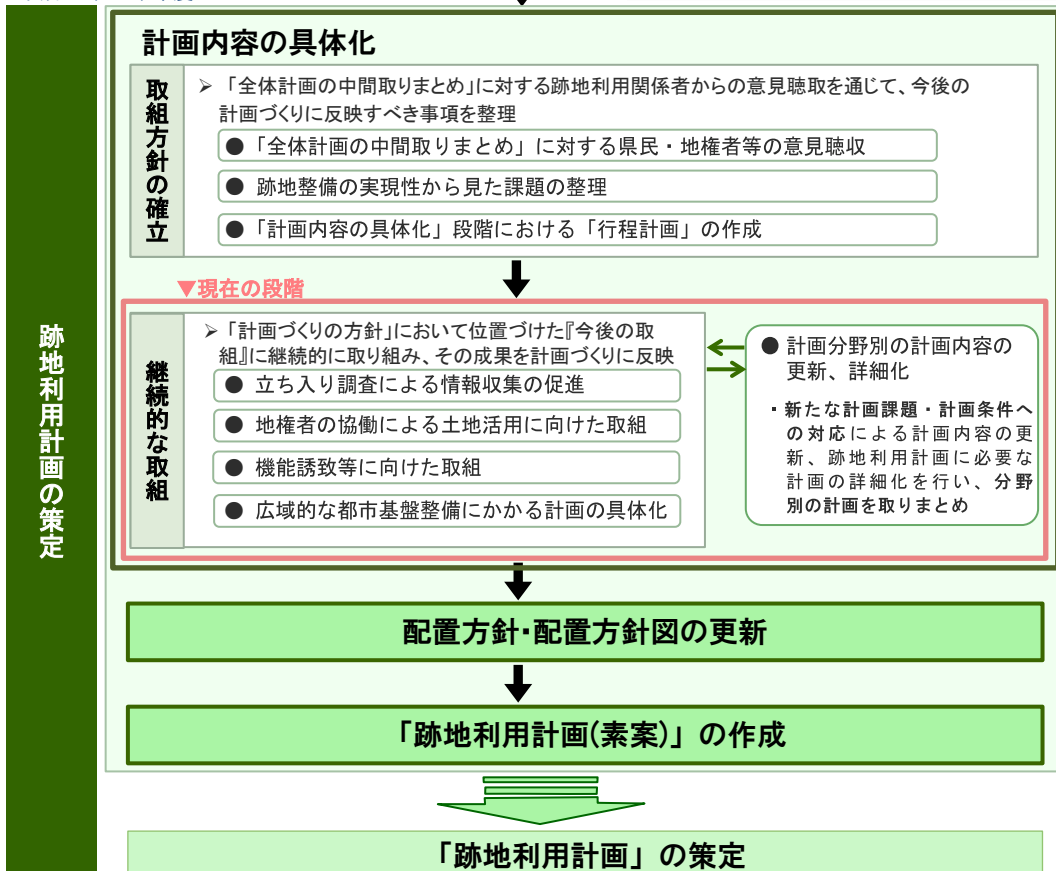 跡地利用計画の策定
計画内容の具体化
取組方針の確立
➢ 「全体計画の中間取りまとめ」に対する跡地利用関係者からの意見聴取を通じて、今後の
計画づくりに反映すべき事項を整理
● 「全体計画の中間取りまとめ」に対する県民・地権者等の意見聴収
● 跡地整備の実現性から見た課題の整理
● 「計画内容の具体化」段階における「行程計画」の作成
▼現在の段階
継続的な取組
➢ 「計画づくりの方針」において位置づけた『今後の取
組』に継続的に取り組み、その成果を計画づくりに反映
● 立ち入り調査による情報収集の促進
● 地権者の協働による土地活用に向けた取組
● 機能誘致等に向けた取組
● 広域的な都市基盤整備にかかる計画の具体化
● 計画分野別の計画内容の
更新、詳細化
・新たな計画課題・計画条件へ
の対応による計画内容の更
新、跡地利用計画に必要な
計画の詳細化を行い、分野
別の計画を取りまとめ
配置方針・配置方針図の更新
「跡地利用計画(素案)」の作成
「跡地利用計画」の策定